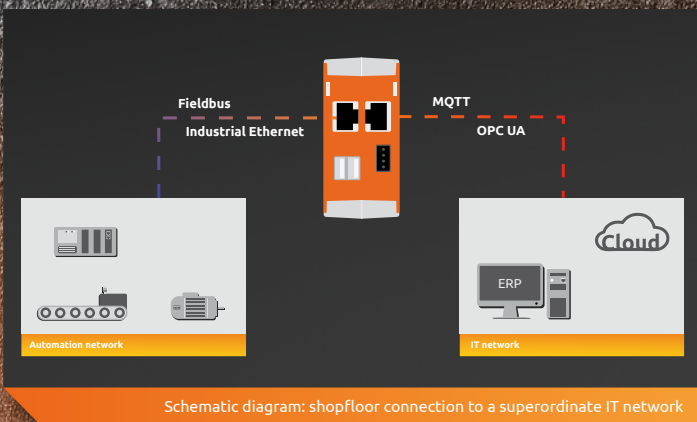 Fieldbus
Industrial Ethernet
MQTT
OPC UA
Cloud
ERP
Automation network
IT network
Schematic diagram: shopfloor connection to a superordinate IT network